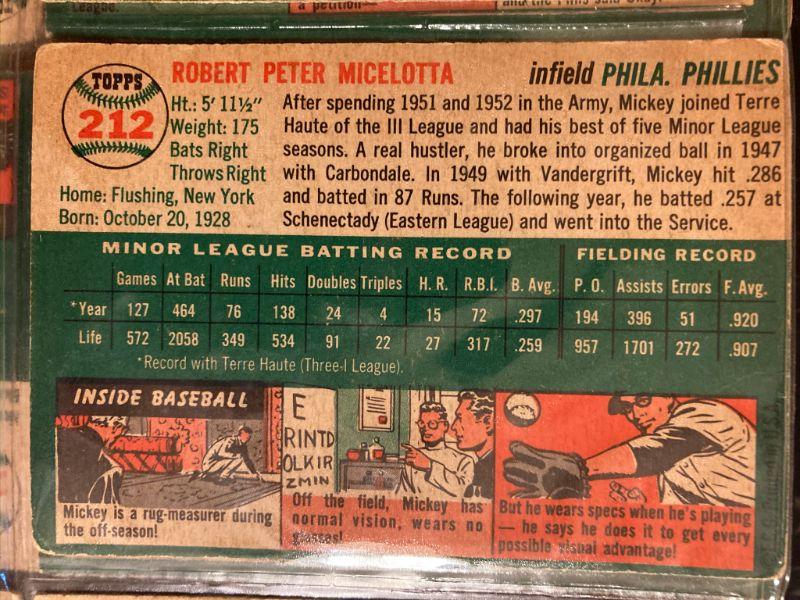 League.
a petition—
TOPPS
212
ROBERT PETER MICELOTTA infield PHILA. PHILLIES
Ht.: 5' 11½"
Weight: 175
Bats Right
Throws Right
Home: Flushing, New York
Born: October 20, 1928
After spending 1951 and 1952 in the Army, Mickey joined Terre
Haute of the III League and had his best of five Minor League
seasons. A real hustler, he broke into organized ball in 1947
with Carbondale. In 1949 with Vandergrift, Mickey hit .286
and batted in 87 Runs. The following year, he batted .257 at
Schenectady (Eastern League) and went into the Service.
MINOR LEAGUE BATTING RECORD FIELDING RECORD
Games At Bat Runs Hits Doubles Triples H. R. R.B.I. B. Avg. P. O. Assists Errors F. Avg.
*Year 127 464 76 138 24 4 15 72 .297 194 396 51 .920
Life 572 2058 349 534 91 22 27 317 .259 957 1701 272 .907
*Record with Terre Haute (Three-I League).
INSIDE BASEBALL
Mickey is a rug-measurer during
the off-season!
E
RINTD
OLKIR
ZMIN
Off the field, Mickey has
normal vision, wears no
glasses!
But he wears specs when he's playing
— he says he does it to get every
possible visual advantage!